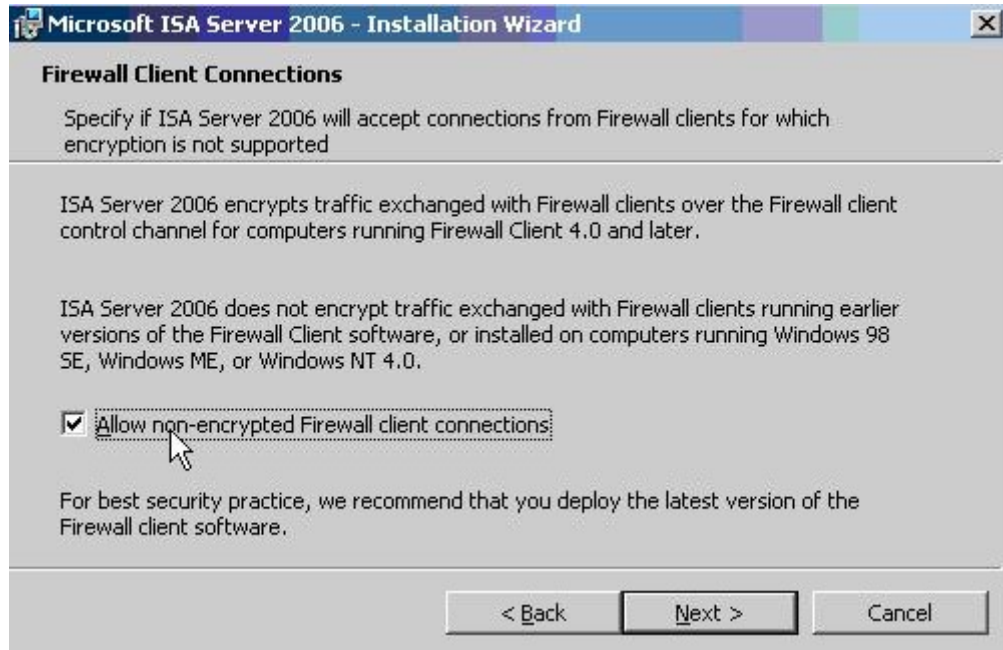 Microsoft ISA Server 2006 - Installation Wizard
Firewall Client Connections
Specify if ISA Server 2006 will accept connections from Firewall clients for which
encryption is not supported
ISA Server 2006 encrypts traffic exchanged with Firewall clients over the Firewall client
control channel for computers running Firewall Client 4.0 and later.
ISA Server 2006 does not encrypt traffic exchanged with Firewall clients running earlier
versions of the Firewall Client software, or installed on computers running Windows 98
SE, Windows ME, or Windows NT 4.0.
Allow non-encrypted Firewall client connections
For best security practice, we recommend that you deploy the latest version of the
Firewall client software.
< Back Next > Cancel